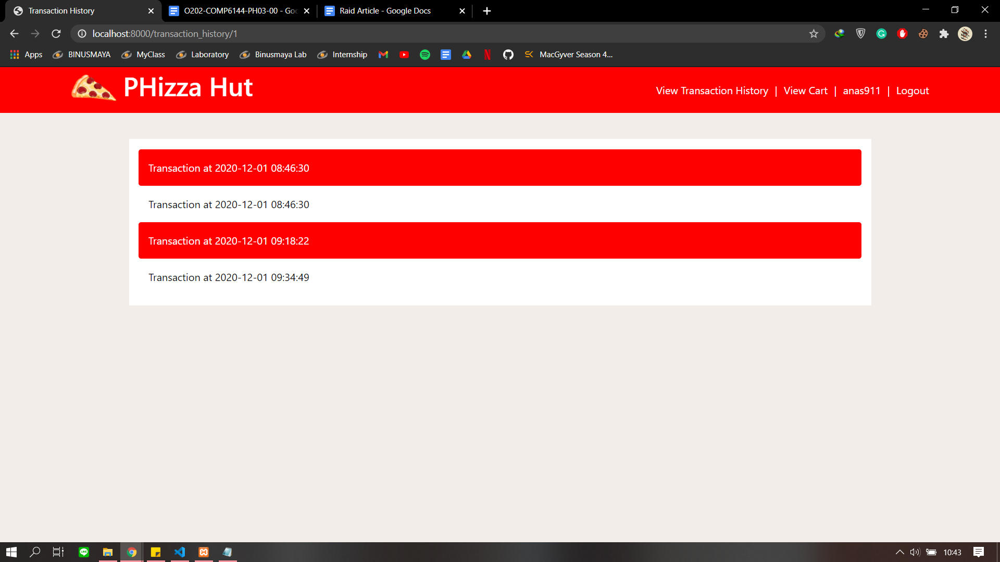 Transaction History
O202-COMP6144-PH03-00 - Goo
Raid Article - Google Docs
localhost:8000/transaction_history/1
Apps
BINUSMAYA
MyClass
Laboratory
Binusmaya Lab
Internship
MacGyver Season 4...
PHizza Hut
View Transaction History | View Cart | anas911 | Logout
Transaction at 2020-12-01 08:46:30
Transaction at 2020-12-01 08:46:30
Transaction at 2020-12-01 09:18:22
Transaction at 2020-12-01 09:34:49
10:43